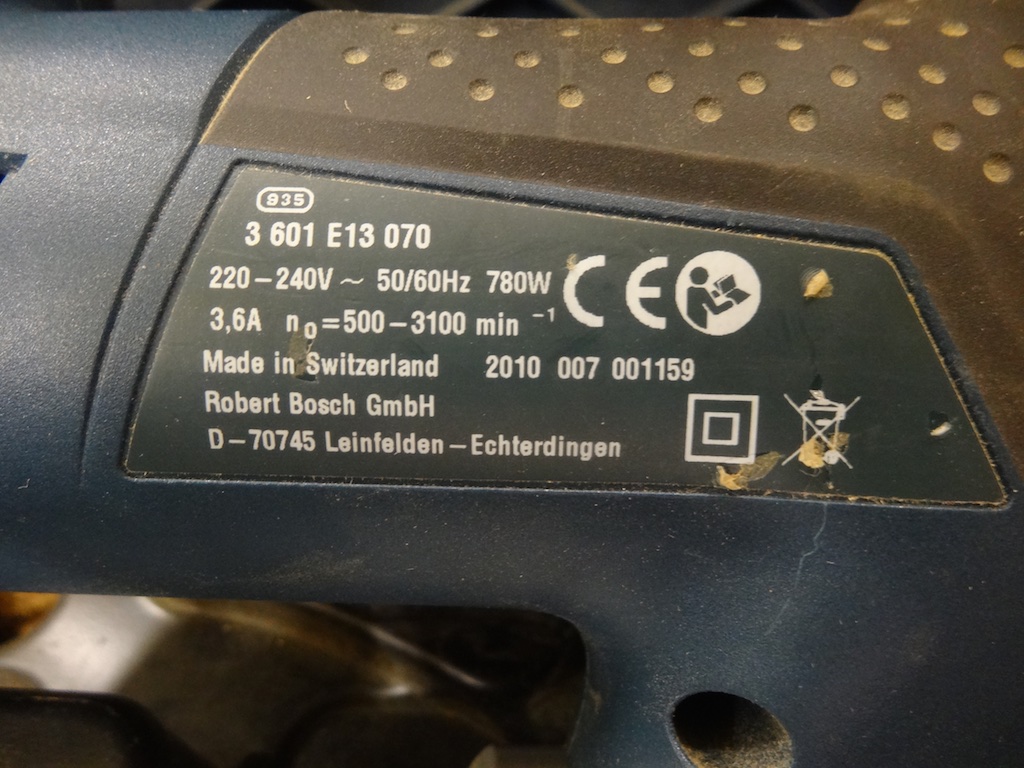 935
3 601 E13 070
220-240V ~ 50/60Hz 780W CE
3,6A n₀=500-3100 min ⁻¹
Made in Switzerland 2010 007 001159
Robert Bosch GmbH
D-70745 Leinfelden-Echterdingen